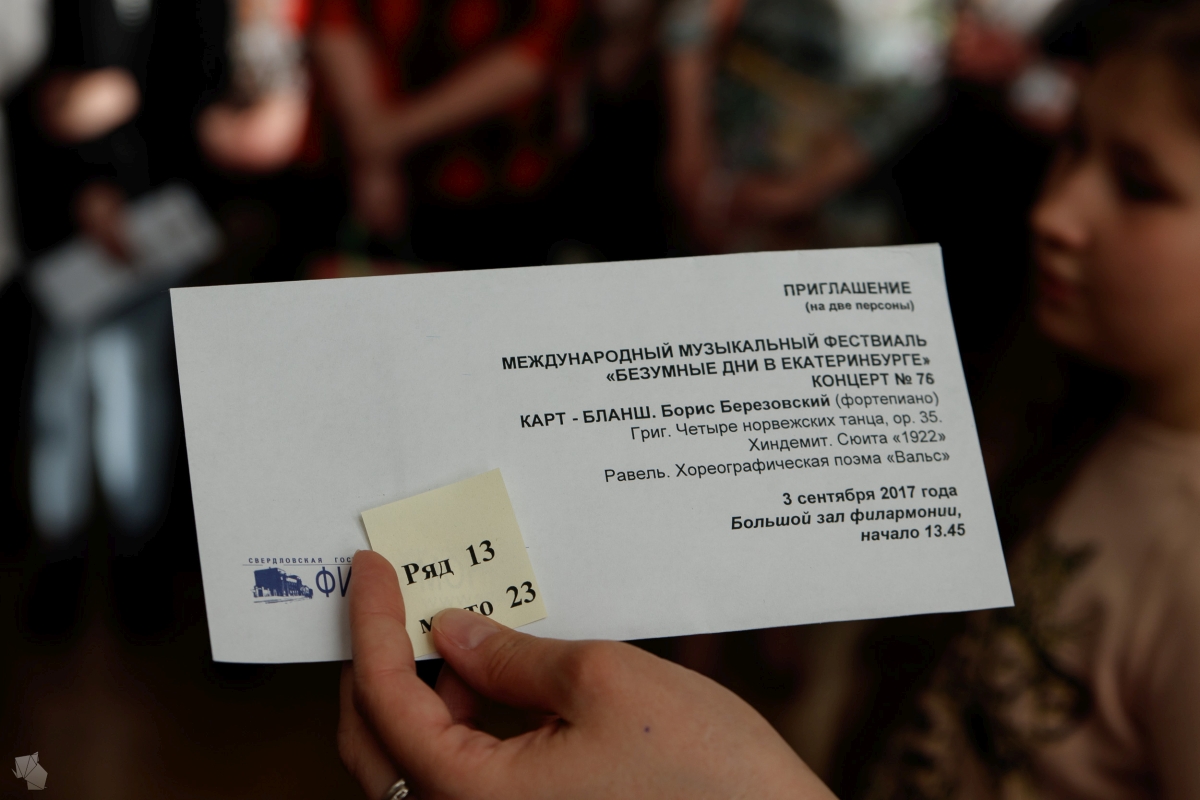 ПРИГЛАШЕНИЕ
(на две персоны)
МЕЖДУНАРОДНЫЙ МУЗЫКАЛЬНЫЙ ФЕСТВИАЛЬ
«БЕЗУМНЫЕ ДНИ В ЕКАТЕРИНБУРГЕ»
КОНЦЕРТ № 76
КАРТ - БЛАНШ. Борис Березовский (фортепиано)
Григ. Четыре норвежских танца, ор. 35.
Хиндемит. Сюита «1922»
Равель. Хореографическая поэма «Вальс»
3 сентября 2017 года
Большой зал филармонии,
начало 13.45
СВЕРДЛОВСКАЯ
Ряд 13
23